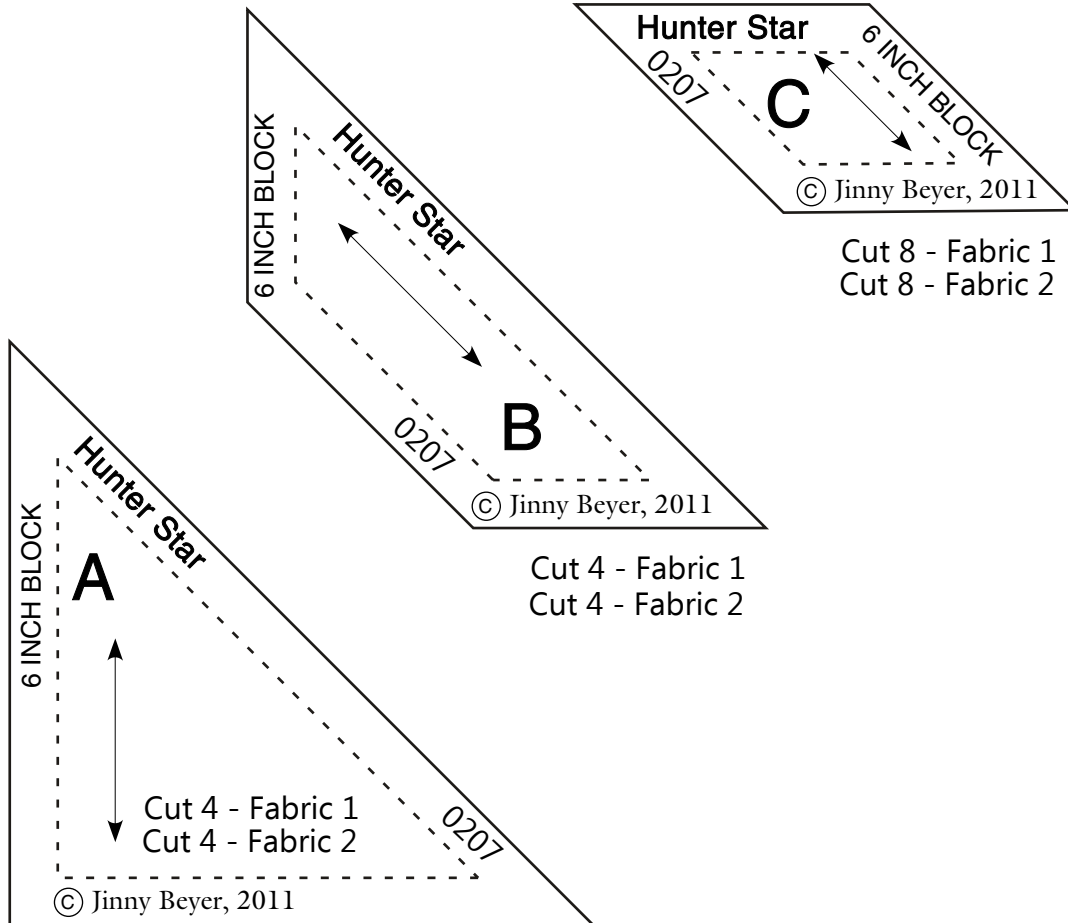 Hunter Star
6 INCH BLOCK
0207
C
© Jinny Beyer, 2011
Cut 8 - Fabric 1
Cut 8 - Fabric 2
Hunter Star
6 INCH BLOCK
B
0207
© Jinny Beyer, 2011
Cut 4 - Fabric 1
Cut 4 - Fabric 2
Hunter Star
6 INCH BLOCK
A
Cut 4 - Fabric 1
Cut 4 - Fabric 2
0207
© Jinny Beyer, 2011